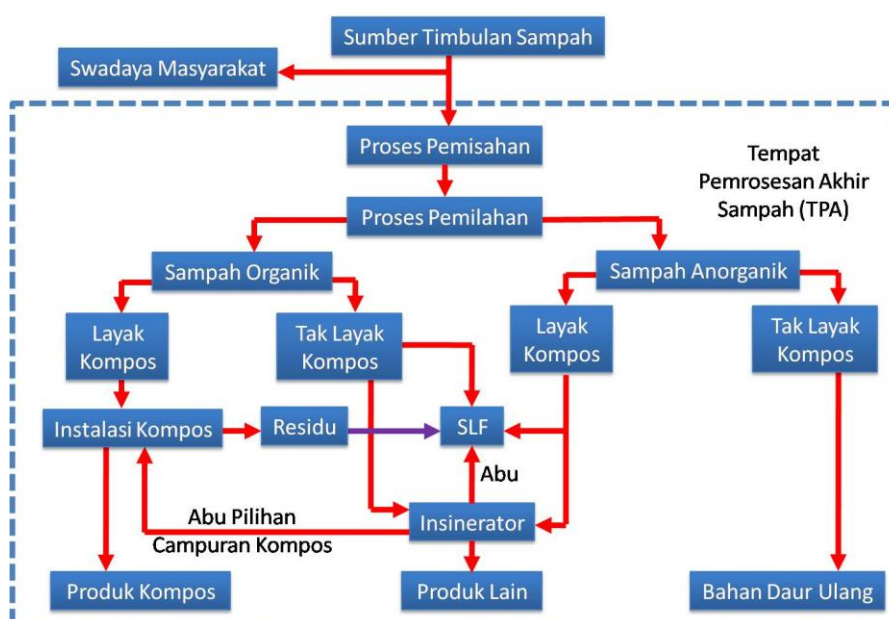 Sumber Timbulan Sampah
Swadaya Masyarakat
Proses Pemisahan
Tempat
Pemrosesan Akhir
Sampah (TPA)
Proses Pemilahan
Sampah Organik
Sampah Anorganik
Layak
Kompos
Tak Layak
Kompos
Layak
Kompos
Tak Layak
Kompos
Instalasi Kompos
Residu
SLF
Abu
Abu Pilihan
Campuran Kompos
Insinerator
Produk Kompos
Produk Lain
Bahan Daur Ulang